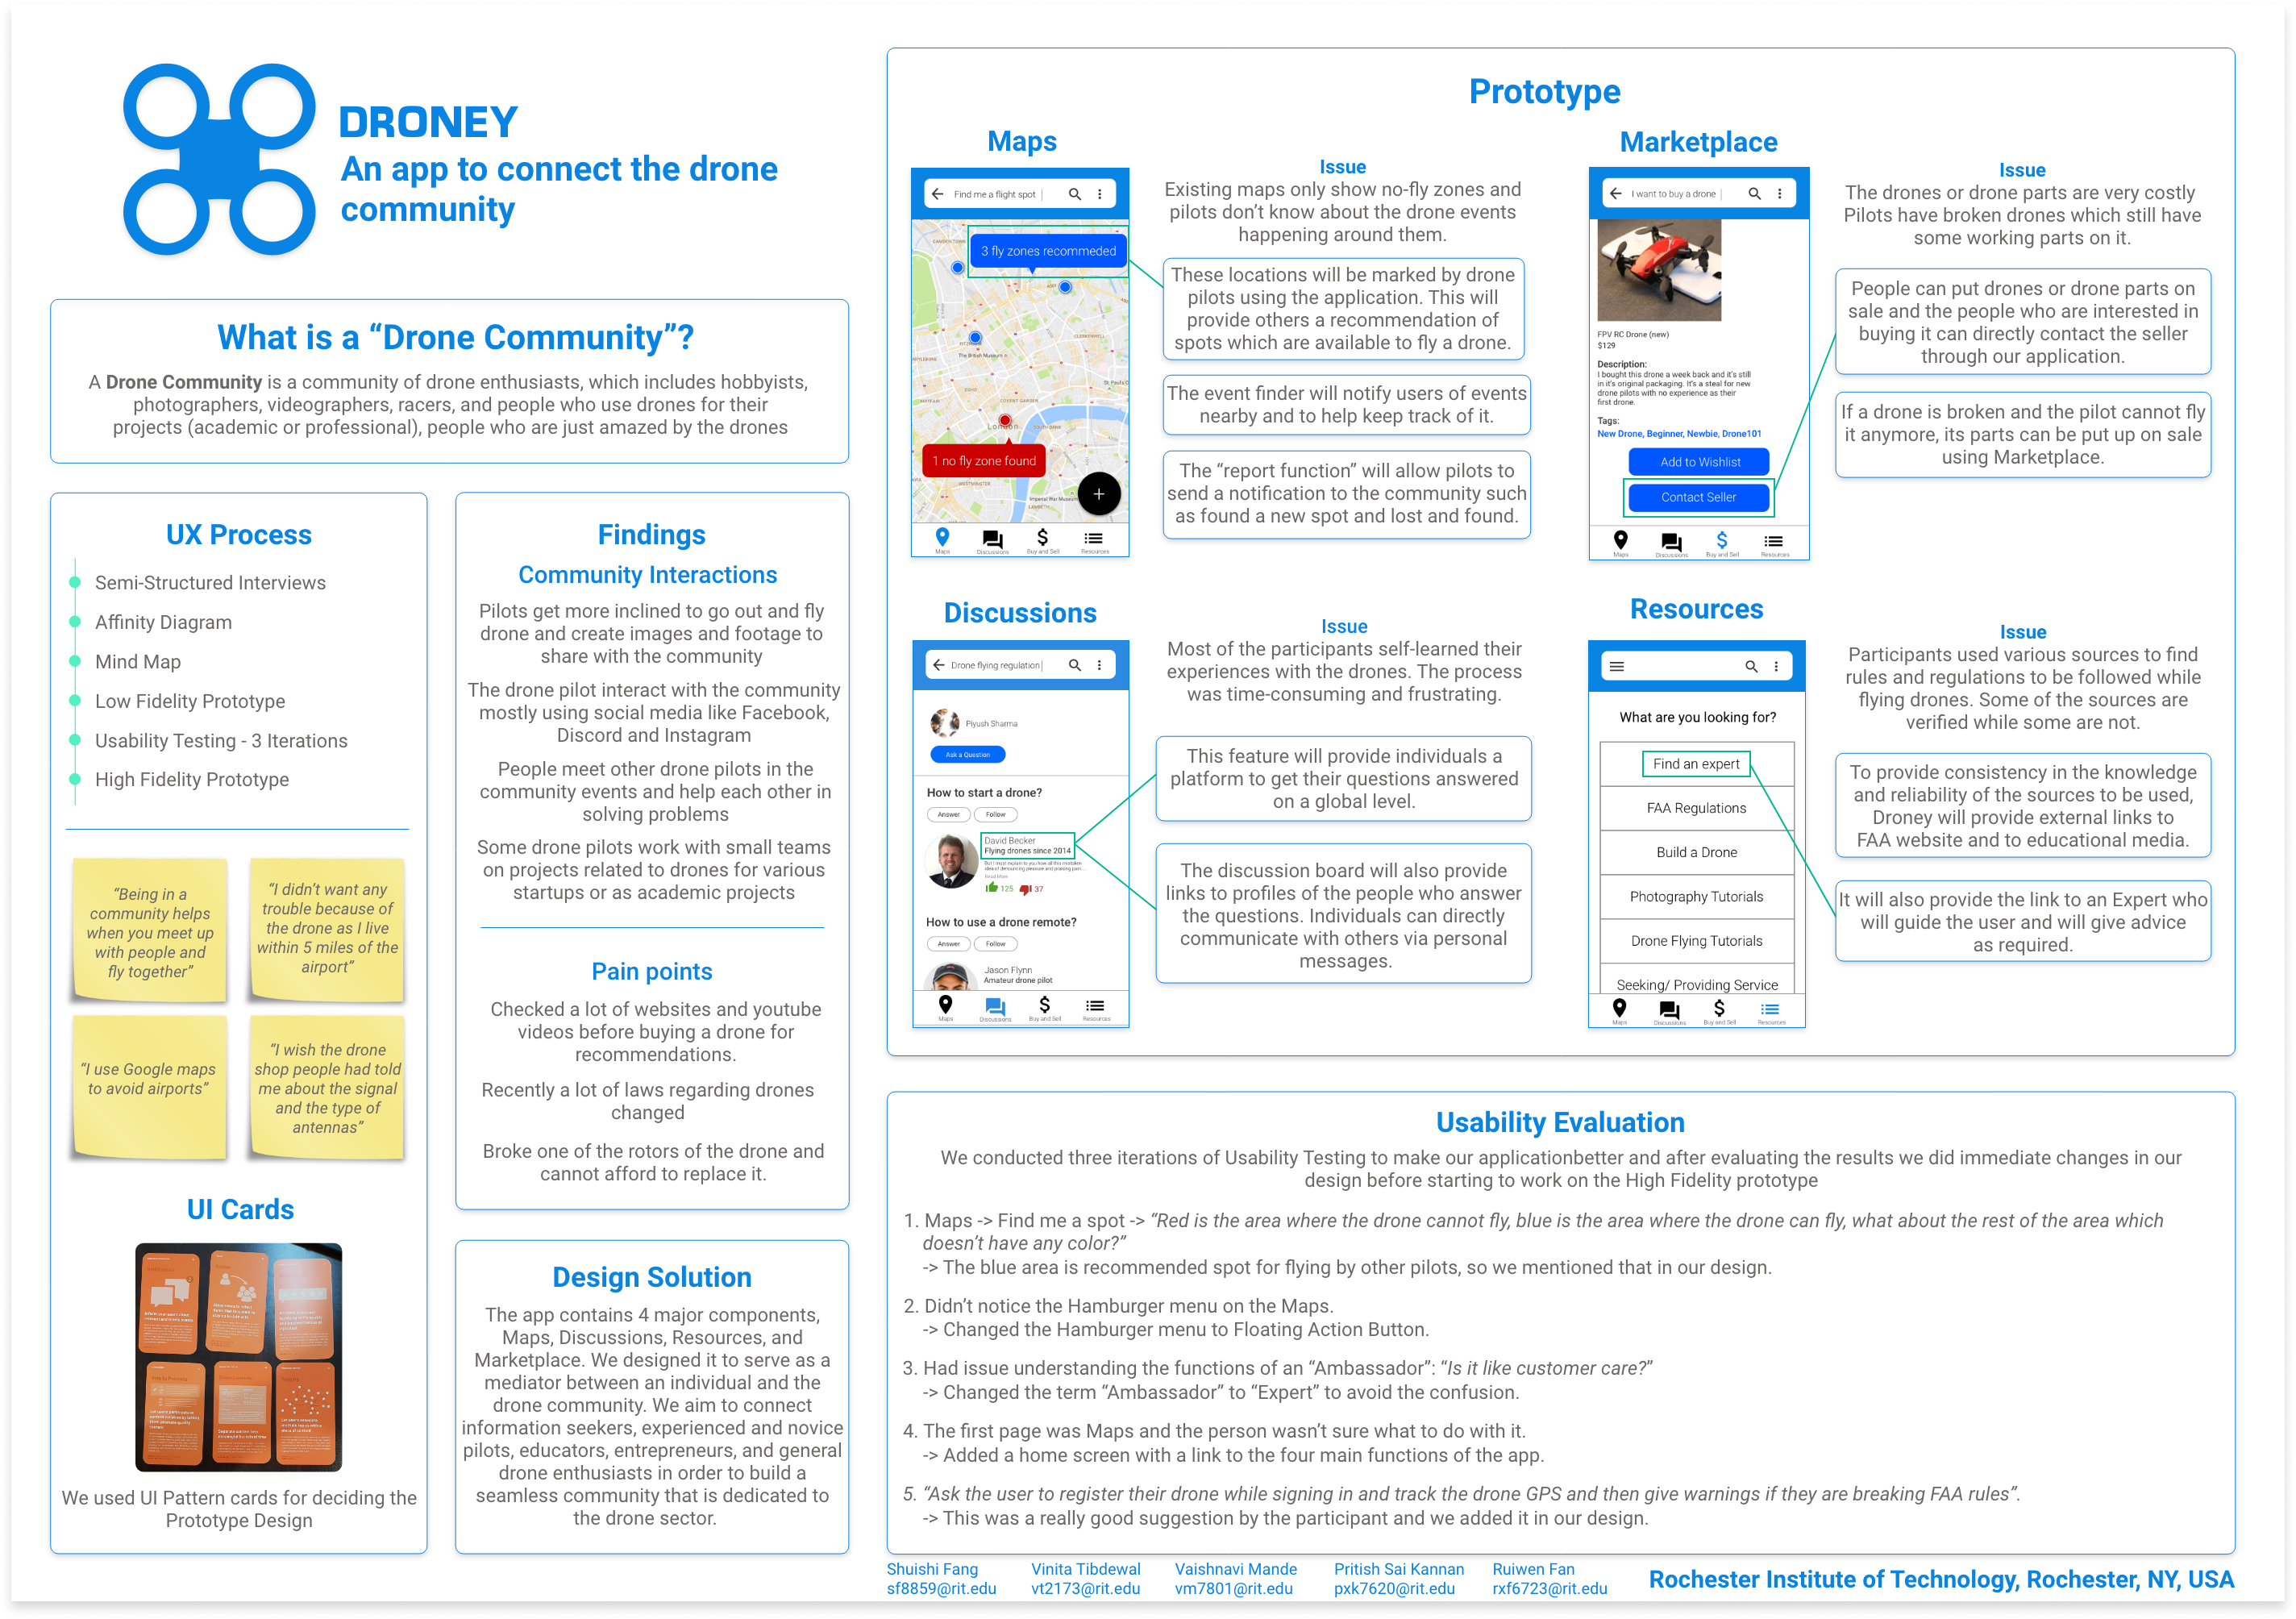 DRONEY
An app to connect the drone
community
What is a “Drone Community”?
A Drone Community is a community of drone enthusiasts, which includes hobbyists,
photographers, videographers, racers, and people who use drones for their
projects (academic or professional), people who are just amazed by the drones
UX Process
Semi-Structured Interviews
Affinity Diagram
Mind Map
Low Fidelity Prototype
Usability Testing - 3 Iterations
High Fidelity Prototype
“Being in a
community helps
when you meet up
with people and
fly together”
“I didn’t want any
trouble because of
the drone as I live
within 5 miles of the
airport”
“I use Google maps
to avoid airports”
“I wish the drone
shop people had told
me about the signal
and the type of
antennas”
UI Cards
We used UI Pattern cards for deciding the
Prototype Design
Findings
Community Interactions
Pilots get more inclined to go out and fly
drone and create images and footage to
share with the community
The drone pilot interact with the community
mostly using social media like Facebook,
Discord and Instagram
People meet other drone pilots in the
community events and help each other in
solving problems
Some drone pilots work with small teams
on projects related to drones for various
startups or as academic projects
Pain points
Checked a lot of websites and youtube
videos before buying a drone for
recommendations.
Recently a lot of laws regarding drones
changed
Broke one of the rotors of the drone and
cannot afford to replace it.
Design Solution
The app contains 4 major components,
Maps, Discussions, Resources, and
Marketplace. We designed it to serve as a
mediator between an individual and the
drone community. We aim to connect
information seekers, experienced and novice
pilots, educators, entrepreneurs, and general
drone enthusiasts in order to build a
seamless community that is dedicated to
the drone sector.
Prototype
Maps
Find me a flight spot
3 fly zones recommeded
The British Museum
SOHO
COVENT GARDEN
CLERKENWELL
St Paul's
London
1 no fly zone found
WESTMINSTER
Imperial War Museum
LAMBETH
+
Maps
Discussions
Buy and Sell
Resources
Issue
Existing maps only show no-fly zones and
pilots don’t know about the drone events
happening around them.
These locations will be marked by drone
pilots using the application. This will
provide others a recommendation of
spots which are available to fly a drone.
The event finder will notify users of events
nearby and to help keep track of it.
The “report function” will allow pilots to
send a notification to the community such
as found a new spot and lost and found.
Marketplace
I want to buy a drone
FPV RC Drone (new)
$129
Description:
I bought this drone a week back and it’s still
in it’s original packaging. It’s a steal for new
drone pilots with no experience as their
first drone.
Tags:
New Drone, Beginner, Newbie, Drone101
Add to Wishlist
Contact Seller
Maps
Discussions
Buy and Sell
Resources
Issue
The drones or drone parts are very costly
Pilots have broken drones which still have
some working parts on it.
People can put drones or drone parts on
sale and the people who are interested in
buying it can directly contact the seller
through our application.
If a drone is broken and the pilot cannot fly
it anymore, its parts can be put up on sale
using Marketplace.
Discussions
Drone flying regulation
Piyush Sharma
Ask a Question
How to start a drone?
Answer
Follow
David Becker
Flying drones since 2014
But I must explain to you how all this mistaken
idea of denouncing pleasure and praising pain...
Read More
125
37
How to use a drone remote?
Answer
Follow
Jason Flynn
Amateur drone pilot
Maps
Discussions
Buy and Sell
Resources
Issue
Most of the participants self-learned their
experiences with the drones. The process
was time-consuming and frustrating.
This feature will provide individuals a
platform to get their questions answered
on a global level.
The discussion board will also provide
links to profiles of the people who answer
the questions. Individuals can directly
communicate with others via personal
messages.
Resources
What are you looking for?
Find an expert
FAA Regulations
Build a Drone
Photography Tutorials
Drone Flying Tutorials
Seeking/ Providing Service
Maps
Discussions
Buy and Sell
Resources
Issue
Participants used various sources to find
rules and regulations to be followed while
flying drones. Some of the sources are
verified while some are not.
To provide consistency in the knowledge
and reliability of the sources to be used,
Droney will provide external links to
FAA website and to educational media.
It will also provide the link to an Expert who
will guide the user and will give advice
as required.
Usability Evaluation
We conducted three iterations of Usability Testing to make our applicationbetter and after evaluating the results we did immediate changes in our
design before starting to work on the High Fidelity prototype
1. Maps -> Find me a spot -> “Red is the area where the drone cannot fly, blue is the area where the drone can fly, what about the rest of the area which
doesn’t have any color?”
-> The blue area is recommended spot for flying by other pilots, so we mentioned that in our design.
2. Didn’t notice the Hamburger menu on the Maps.
-> Changed the Hamburger menu to Floating Action Button.
3. Had issue understanding the functions of an “Ambassador”: “Is it like customer care?”
-> Changed the term “Ambassador” to “Expert” to avoid the confusion.
4. The first page was Maps and the person wasn’t sure what to do with it.
-> Added a home screen with a link to the four main functions of the app.
5. “Ask the user to register their drone while signing in and track the drone GPS and then give warnings if they are breaking FAA rules”.
-> This was a really good suggestion by the participant and we added it in our design.
Shuishi Fang
sf8859@rit.edu
Vinita Tibdewal
vt2173@rit.edu
Vaishnavi Mande
vm7801@rit.edu
Pritish Sai Kannan
pxk7620@rit.edu
Ruiwen Fan
rxf6723@rit.edu
Rochester Institute of Technology, Rochester, NY, USA